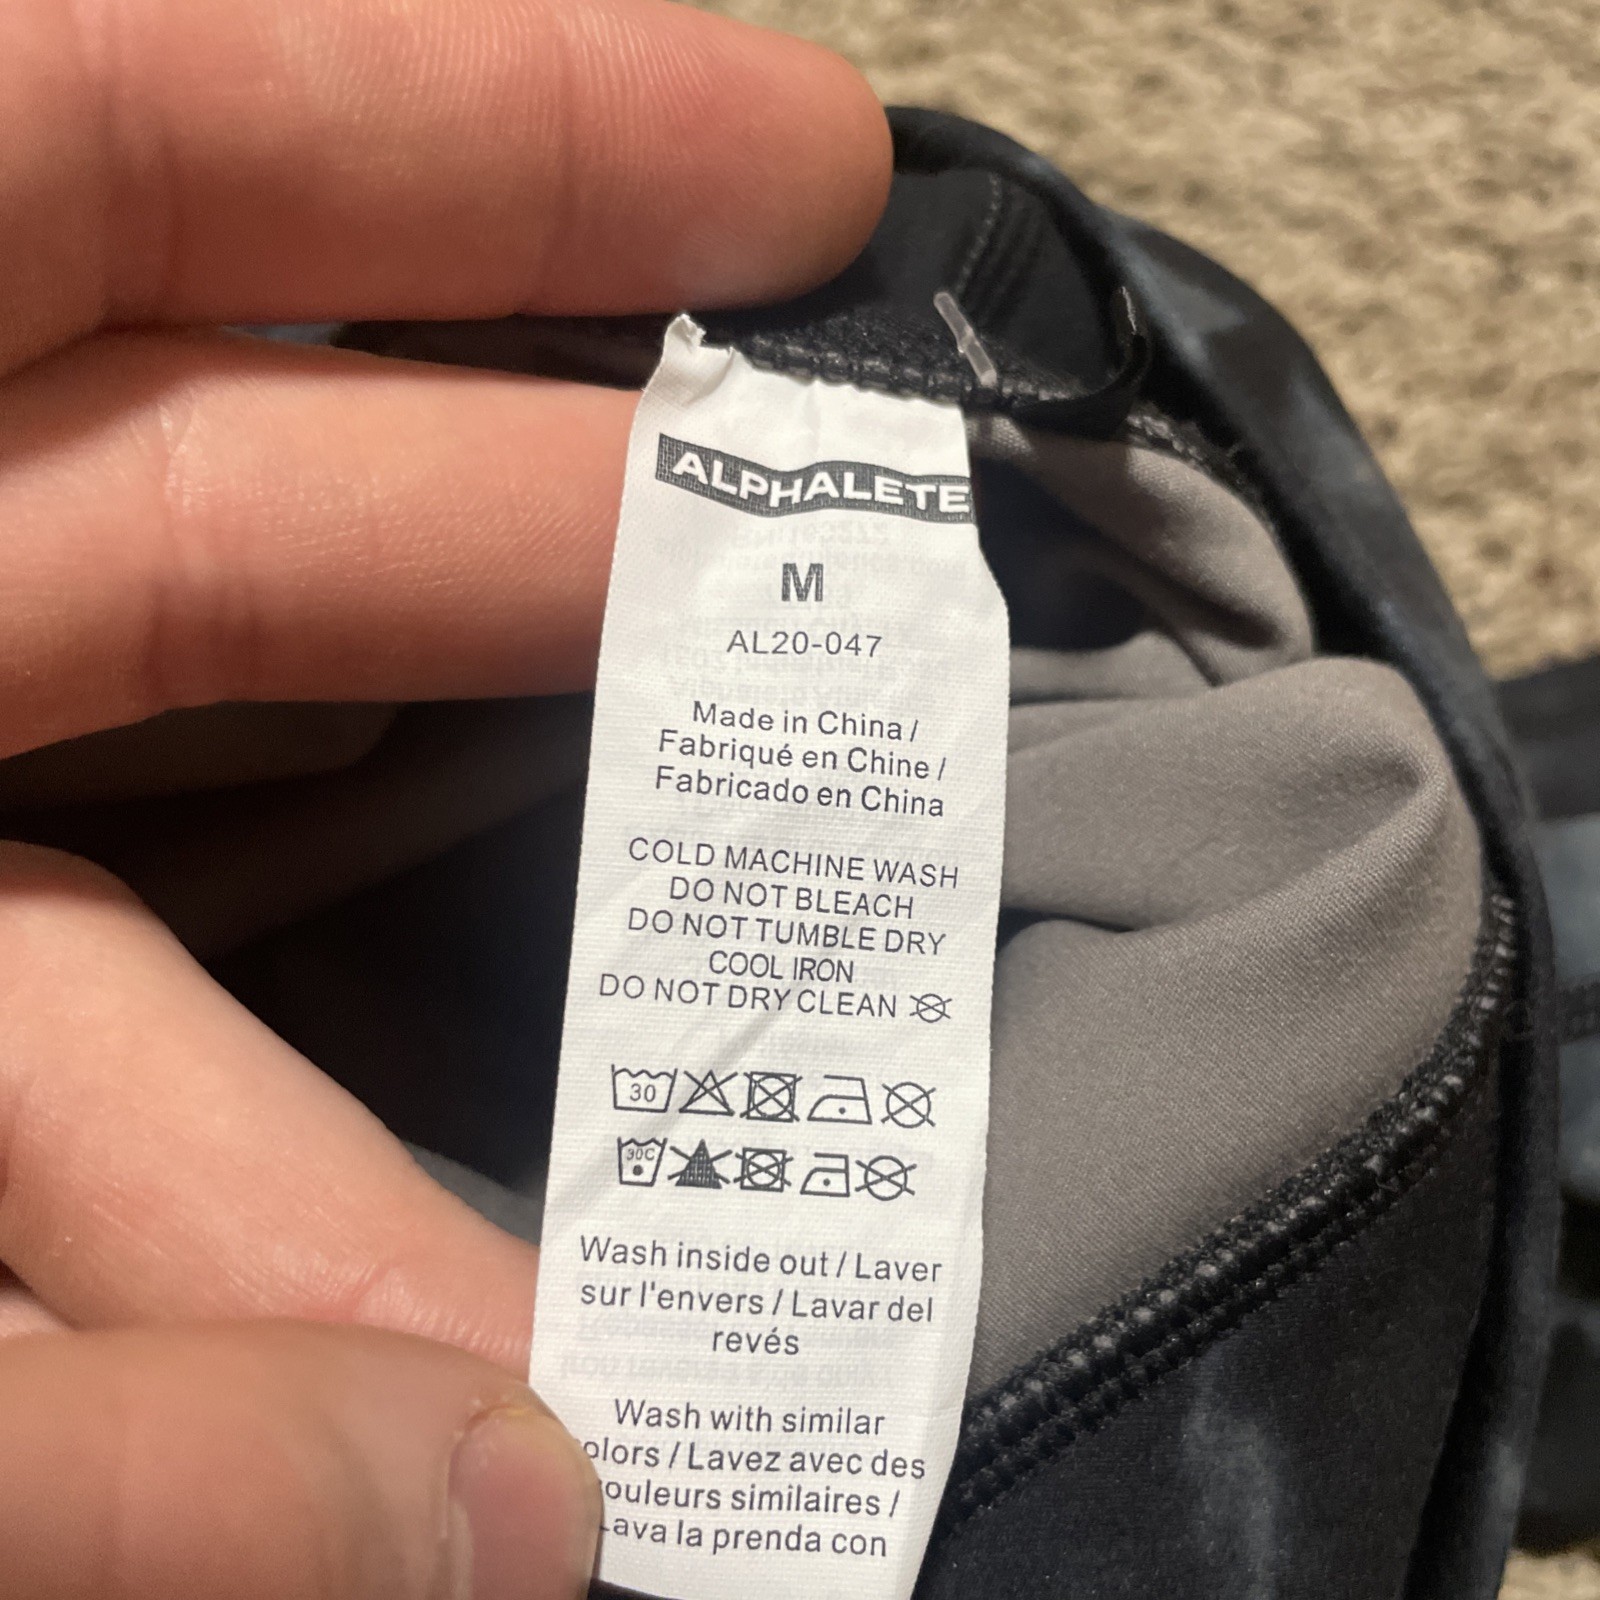 ALPHALETE
M
AL20-047
Made in China /
Fabriqué en Chine /
Fabricado en China
COLD MACHINE WASH
DO NOT BLEACH
DO NOT TUMBLE DRY
COOL IRON
DO NOT DRY CLEAN
30
30C
Wash inside out / Laver
sur l'envers / Lavar del
revés
Wash with similar
olors / Lavez avec des
ouleurs similaires /
Lava la prenda con